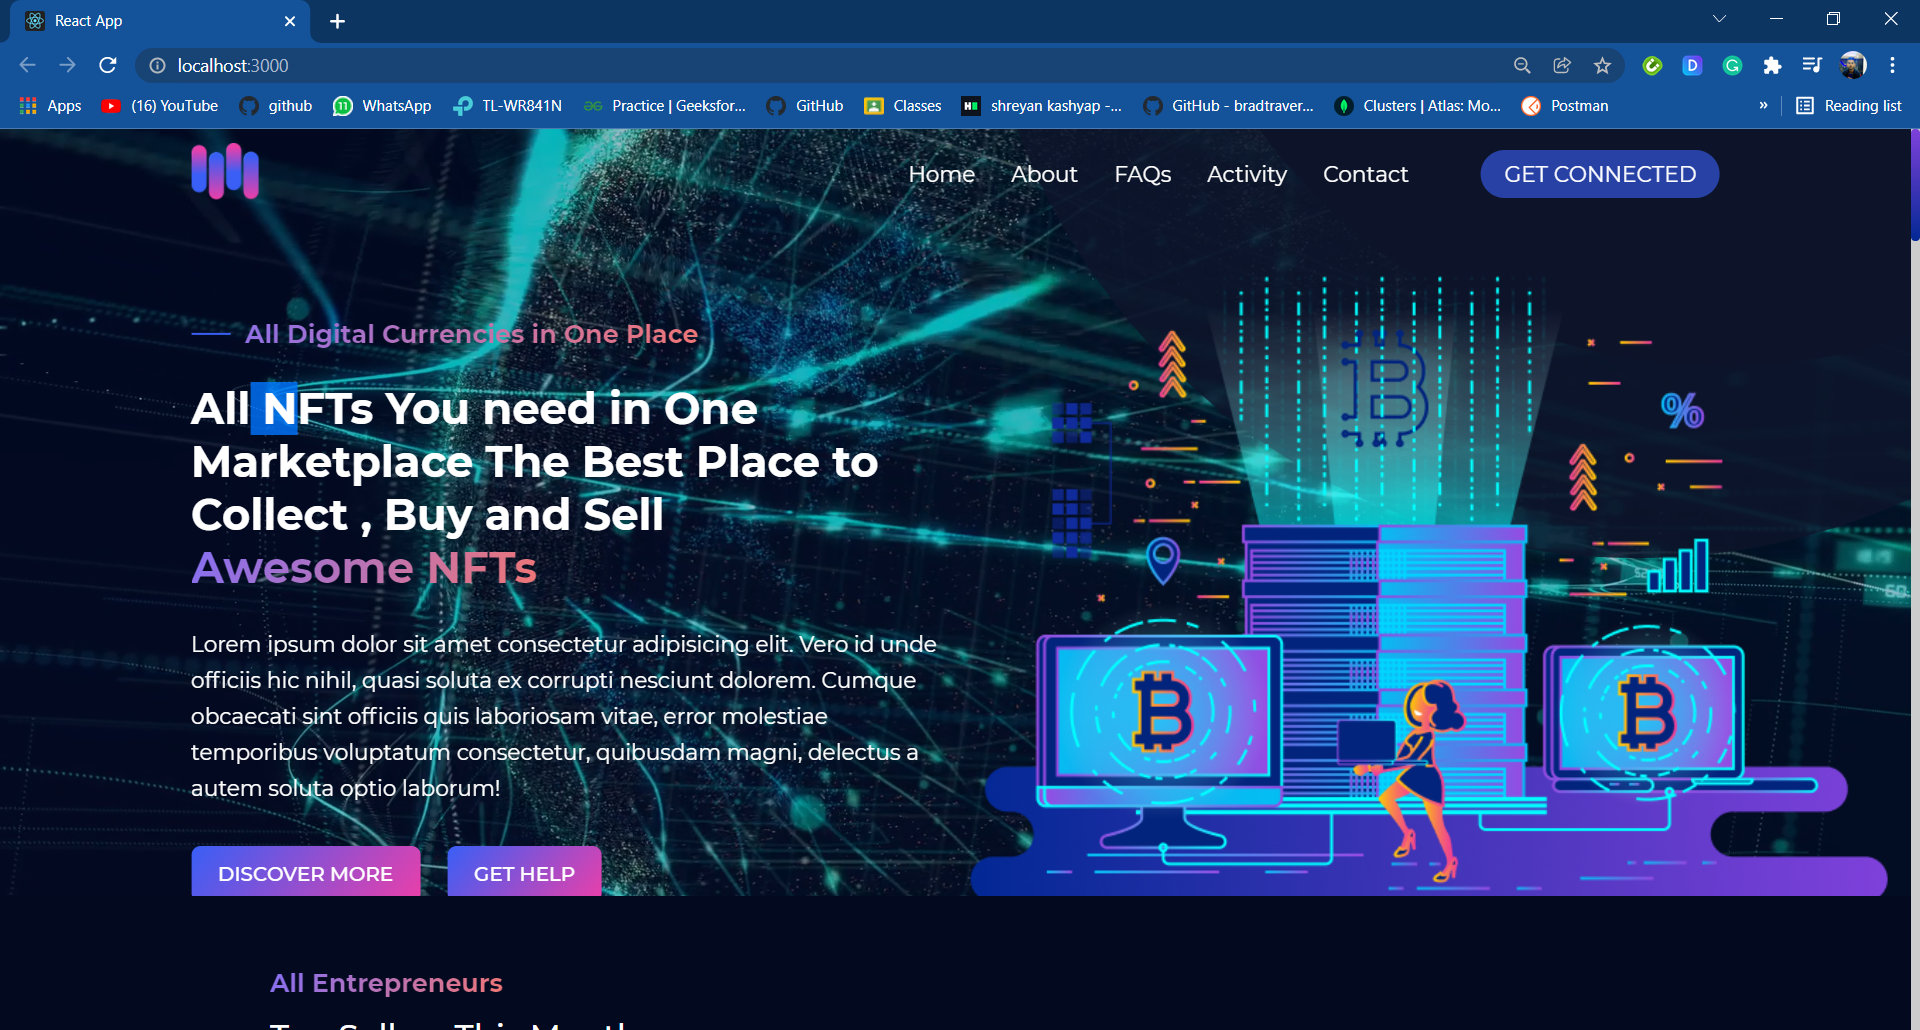 React App
localhost:3000
Apps
(16) YouTube
github
WhatsApp
TL-WR841N
Practice | Geeksfor...
GitHub
Classes
shreyan kashyap -...
GitHub - bradtraver...
Clusters | Atlas: Mo...
Postman
»
Reading list
Home
About
FAQs
Activity
Contact
GET CONNECTED
All Digital Currencies in One Place
All NFTs You need in One
Marketplace The Best Place to
Collect , Buy and Sell
Awesome NFTs
Lorem ipsum dolor sit amet consectetur adipisicing elit. Vero id unde
officiis hic nihil, quasi soluta ex corrupti nesciunt dolorem. Cumque
obcaecati sint officiis quis laboriosam vitae, error molestiae
temporibus voluptatum consectetur, quibusdam magni, delectus a
autem soluta optio laborum!
DISCOVER MORE
GET HELP
%
All Entrepreneurs
Top Sellers This Month